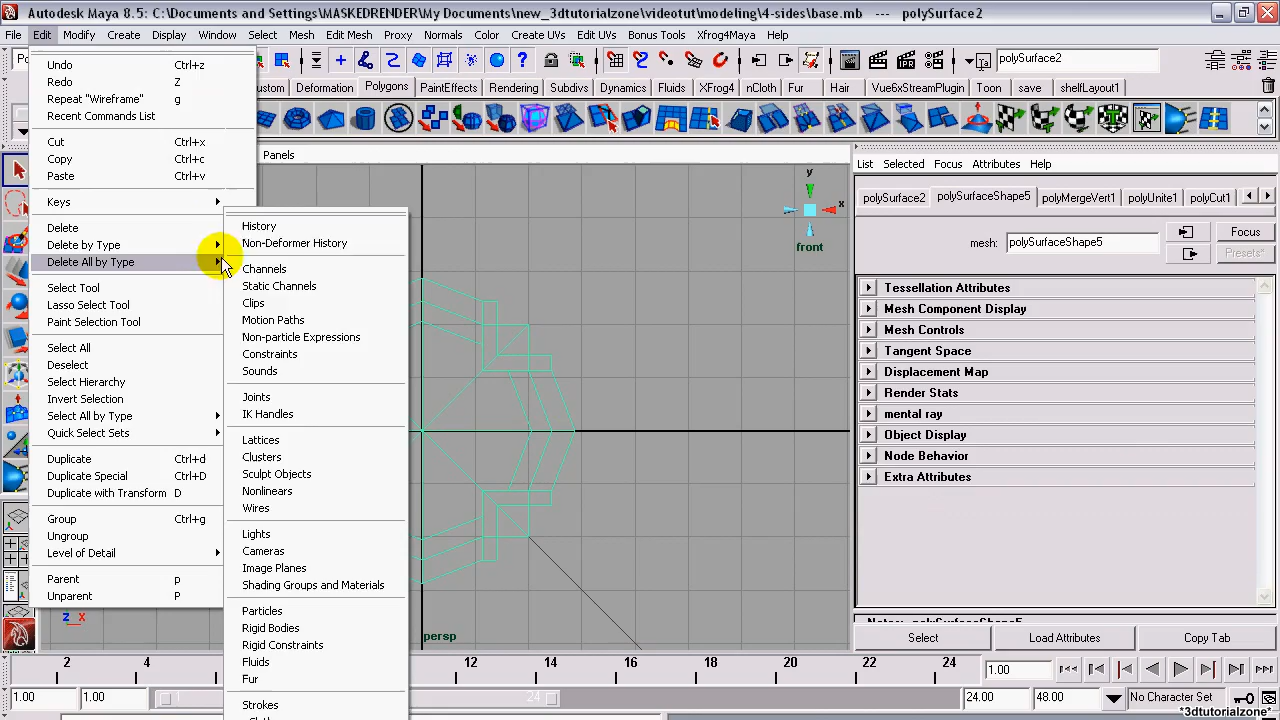 Autodesk Maya 8.5: C:\Documents and Settings\MASKEDRENDER\My Documents\new_3dtutorialzone\videotut\modeling\4-sides\base.mb --- polySurface2
File Edit Modify Create Display Window Select Mesh Edit Mesh Proxy Normals Color Create UVs Edit UVs Bonus Tools Xfrog4Maya Help
polySurface2
Deformation Polygons PaintEffects Rendering Subdivs Dynamics Fluids XFrog4 nCloth Fur Hair Vue6xStreamPlugin Toon save shelfLayout1
Undo Ctrl+z
Redo Z
Repeat "Wireframe" g
Recent Commands List
Cut Ctrl+x
Copy Ctrl+c
Paste Ctrl+v
Keys
Delete
Delete by Type
Delete All by Type
Select Tool
Lasso Select Tool
Paint Selection Tool
Select All
Deselect
Select Hierarchy
Invert Selection
Select All by Type
Quick Select Sets
Duplicate Ctrl+d
Duplicate Special Ctrl+D
Duplicate with Transform D
Group Ctrl+g
Ungroup
Level of Detail
Parent p
Unparent P
History
Non-Deformer History
Channels
Static Channels
Clips
Motion Paths
Non-particle Expressions
Constraints
Sounds
Joints
IK Handles
Lattices
Clusters
Sculpt Objects
Nonlinears
Wires
Lights
Cameras
Image Planes
Shading Groups and Materials
Particles
Rigid Bodies
Rigid Constraints
Fluids
Fur
Strokes
Panels
y
x
front
z x
persp
List Selected Focus Attributes Help
polySurface2 polySurfaceShape5 polyMergeVert1 polyUnite1 polyCut1
mesh: polySurfaceShape5
Focus
Presets*
Tessellation Attributes
Mesh Component Display
Mesh Controls
Tangent Space
Displacement Map
Render Stats
mental ray
Object Display
Node Behavior
Extra Attributes
Notes: polySurfaceShape5
Select Load Attributes Copy Tab
2 4 12 14 16 18 20 22 24
1.00
1.00 1.00 1 24 24.00 48.00 No Character Set
*3dtutorialzone*